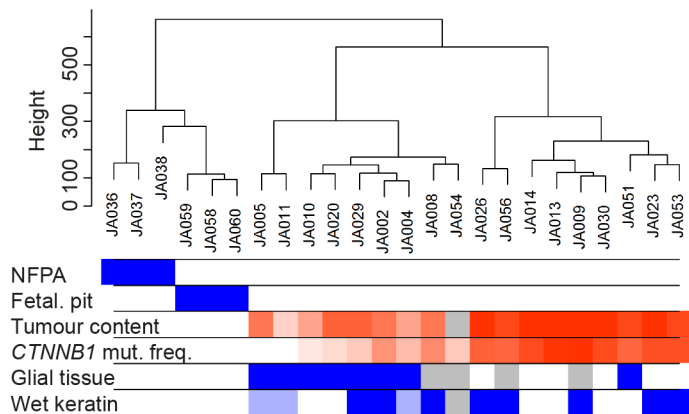 Height
0 100 300 500
JA036 JA037 JA038 JA059 JA058 JA060 JA005 JA011 JA010 JA020 JA029 JA002 JA004 JA008 JA054 JA026 JA056 JA014 JA013 JA009 JA030 JA051 JA023 JA053
NFPA
Fetal. pit
Tumour content
CTNNB1 mut. freq.
Glial tissue
Wet keratin